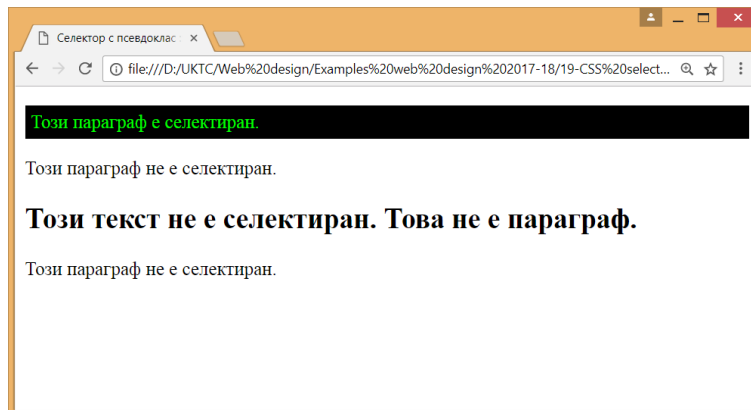 Селектор с псевдоклас
file:///D:/UKTC/Web%20design/Examples%20web%20design%202017-18/19-CSS%20select...
Този параграф е селектиран.
Този параграф не е селектиран.
Този текст не е селектиран. Това не е параграф.
Този параграф не е селектиран.